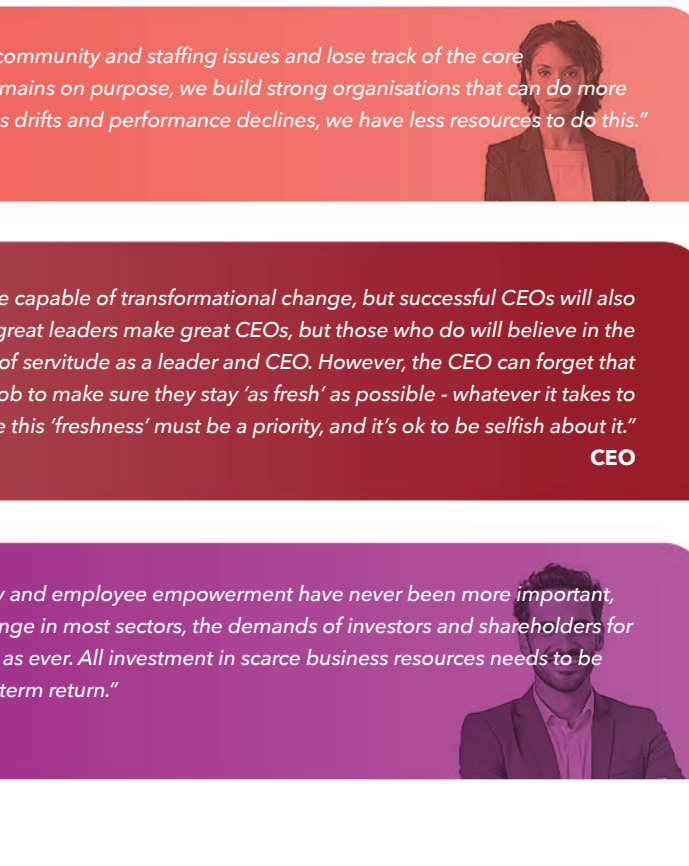 community and staffing issues and lose track of the core
mains on purpose, we build strong organisations that can do more
s drifts and performance declines, we have less resources to do this.”
e capable of transformational change, but successful CEOs will also
great leaders make great CEOs, but those who do will believe in the
of servitude as a leader and CEO. However, the CEO can forget that
ob to make sure they stay ‘as fresh’ as possible - whatever it takes to
e this ‘freshness’ must be a priority, and it’s ok to be selfish about it.”
CEO
y and employee empowerment have never been more important,
nge in most sectors, the demands of investors and shareholders for
as ever. All investment in scarce business resources needs to be
term return.”